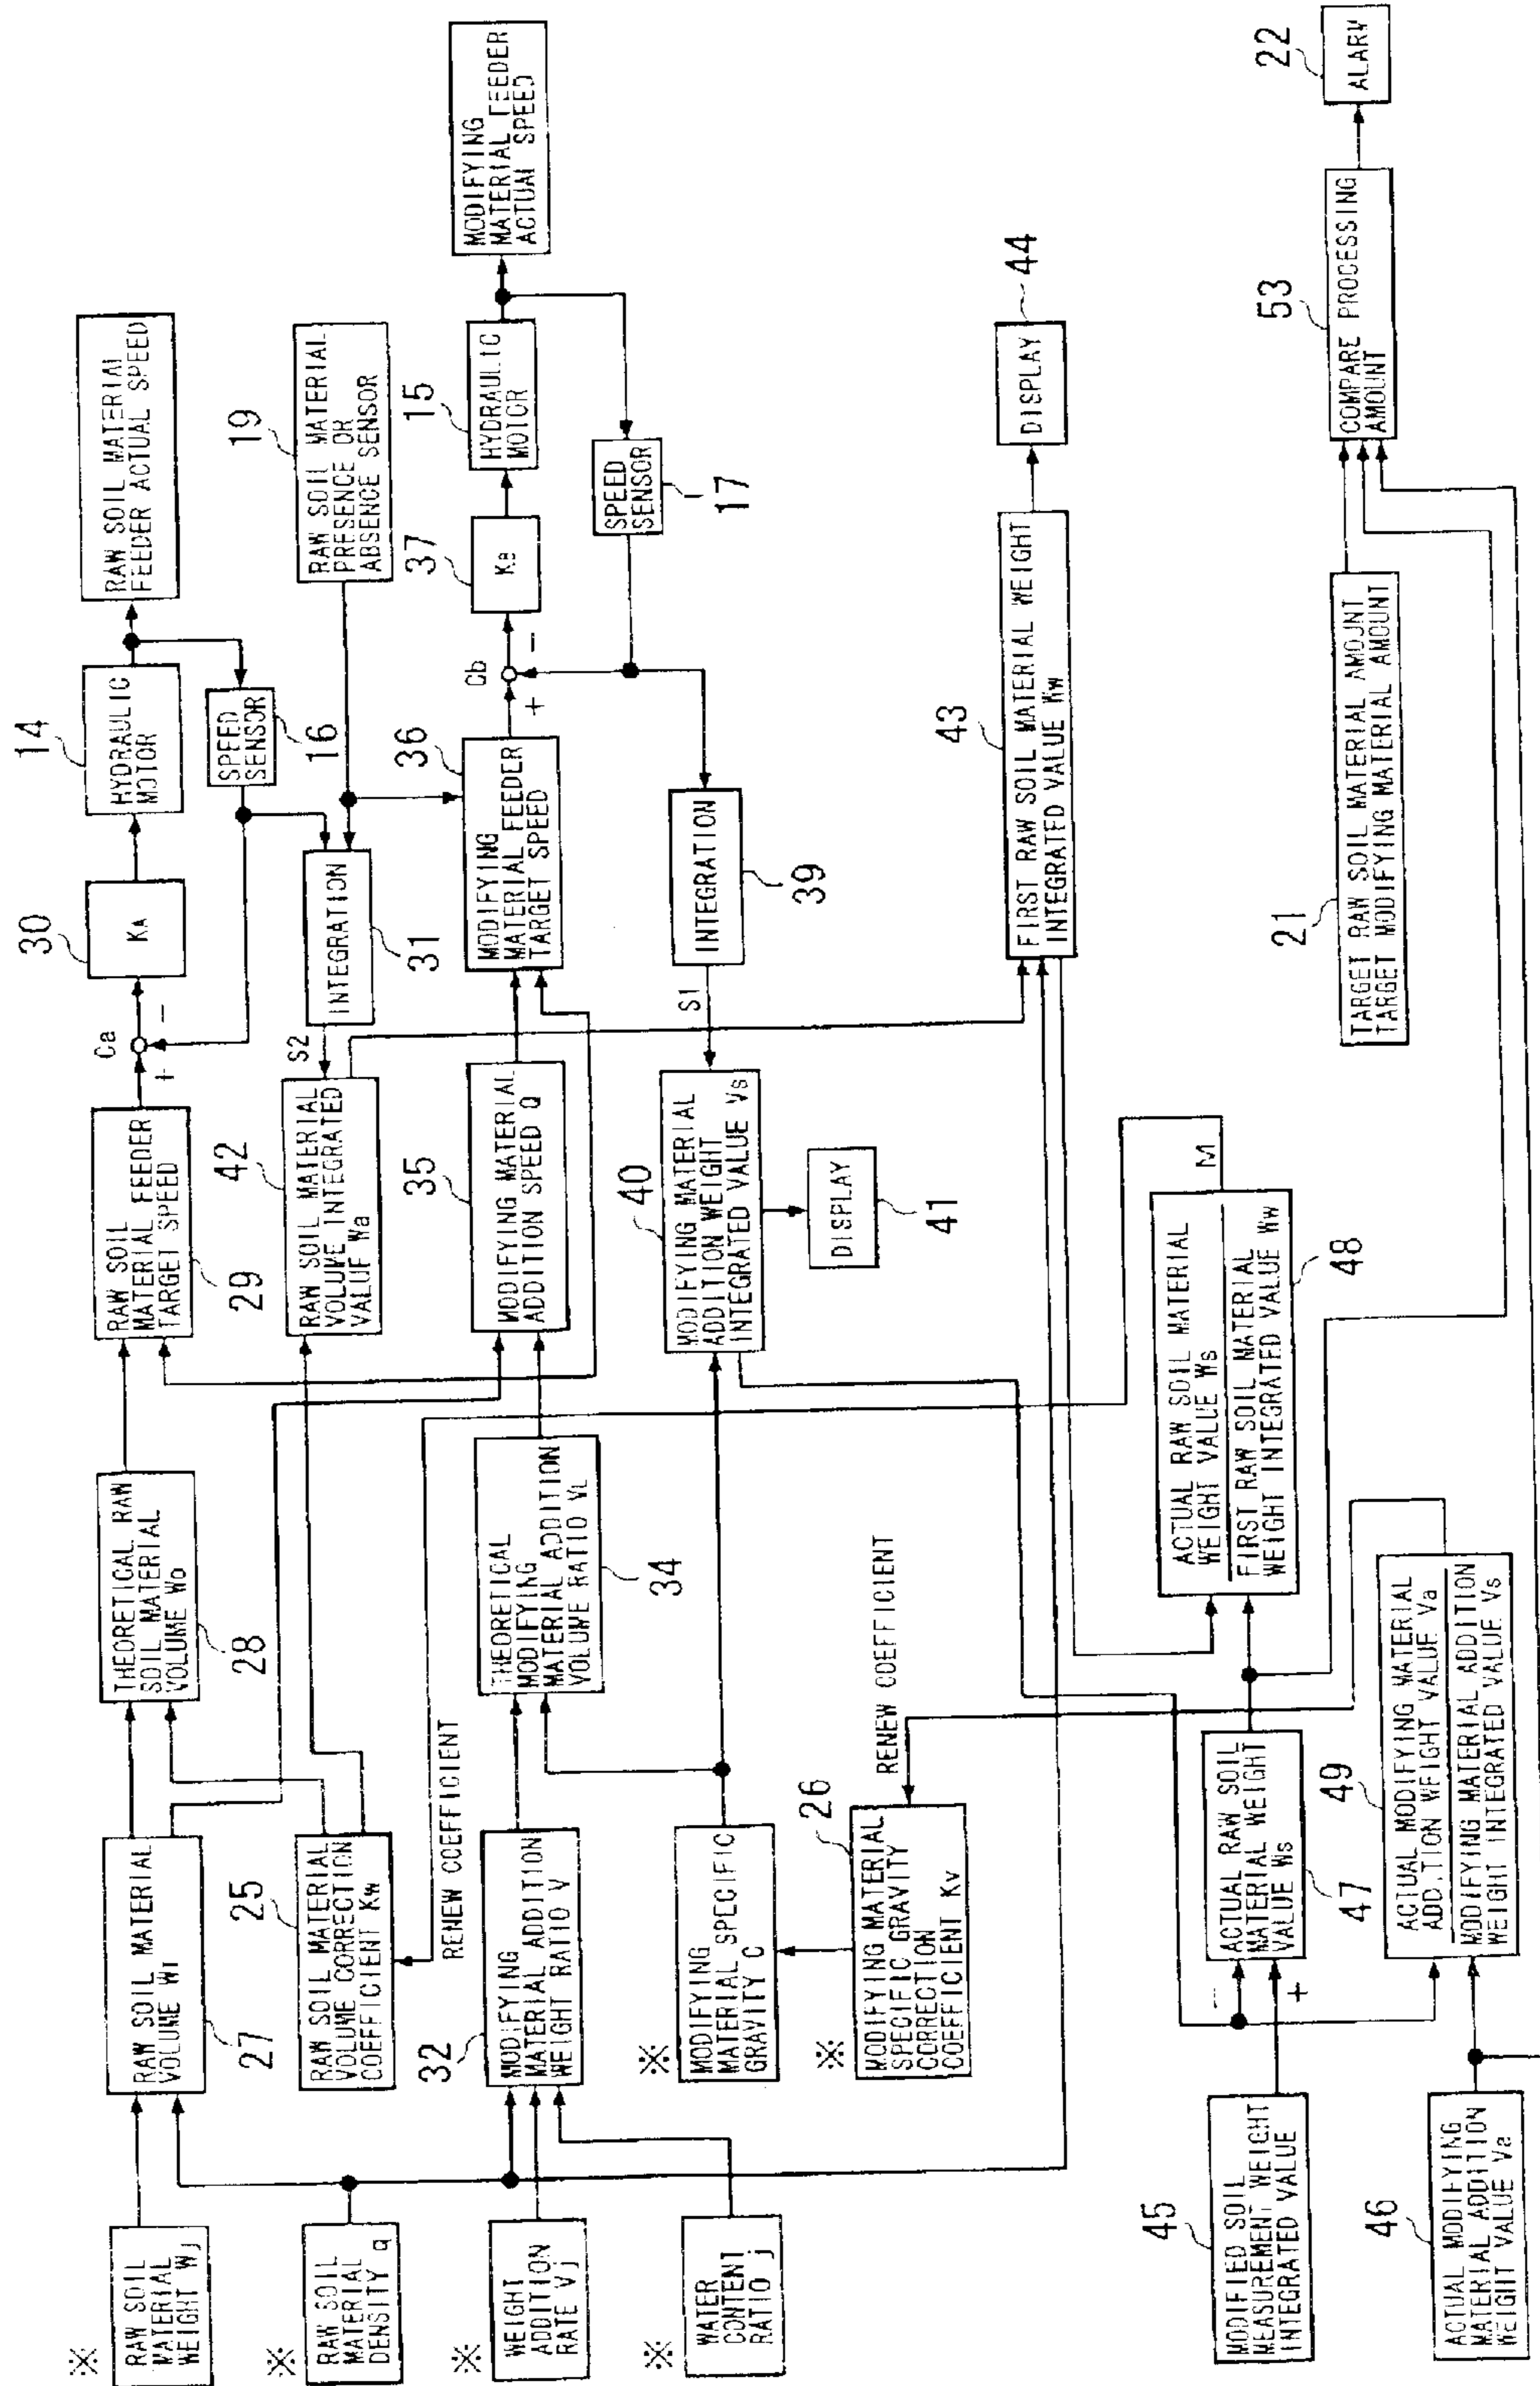 ※
RAW SOIL
MATERIAL
WEIGHT Wj
※
RAW SOIL
MATERIAL
DENSITY q
※
WEIGHT
ADDITION
RATE Vj
※
WATER
CONTENT
RATIO j
RAW SOIL MATERIAL
VOLUME WT
27
25
RAW SOIL MATERIAL
VOLUME CORRECTION
COEFFICIENT Kw
RENEW COEFFICIENT
32
MODIFYING
MATERIAL ADDITION
WEIGHT RATIO V
※
MODIFYING
MATERIAL SPECIFIC
GRAVITY C
※
26
MODIFYING MATERIAL
SPECIFIC GRAVITY
CORRECTION
COEFFICIENT Kv
RENEW COEFFICIENT
THEORETICAL RAW
SOIL MATERIAL
VOLUME Wo
28
THEORETICAL
MODIFYING
MATERIAL ADDITION
VOLUME RATIO VL
34
RAW SOIL
MATERIAL FEEDER
TARGET SPEED
29
42
RAW SOIL MATERIAL
VOLUME INTEGRATED
VALUE Wa
35
MODIFYING MATERIAL
ADDITION SPEED Q
40
MODIFYING MATERIAL
ADDITION WEIGHT
INTEGRATED VALUE Vs
DISPLAY
41
Ca
+
-
30
KA
14
HYDRAULIC
MOTOR
SPEED
SENSOR
16
RAW SOIL MATERIAL
FEEDER ACTUAL SPEED
S2
INTEGRATION
31
19
RAW SOIL MATERIAL
PRESENCE OR
ABSENCE SENSOR
36
MODIFYING
MATERIAL FEEDER
TARGET SPEED
Cb
+
-
37
KB
15
HYDRAULIC
MOTOR
SPEED
SENSOR
17
MODIFYING
MATERIAL FEEDER
ACTUAL SPEED
S1
INTEGRATION
39
43
FIRST RAW SOIL MATERIAL WEIGHT
INTEGRATED VALUE Ww
44
DISPLAY
45
MODIFIED SOIL
MEASUREMENT WEIGHT
INTEGRATED VALUE
46
ACTUAL MODIFYING
MATERIAL ADDITION
WEIGHT VALUE Va
-
+
ACTUAL RAW SOIL
MATERIAL WEIGHT
VALUE Ws
47
49
ACTUAL MODIFYING MATERIAL
ADDITION WEIGHT VALUE Va
MODIFYING MATERIAL ADDITION
WEIGHT INTEGRATED VALUE Vs
M
ACTUAL RAW SOIL MATERIAL
WEIGHT VALUE Ws
FIRST RAW SOIL MATERIAL
WEIGHT INTEGRATED VALUE Ww
48
21
TARGET RAW SOIL MATERIAL AMOUNT
TARGET MODIFYING MATERIAL AMOUNT
53
COMPARE PROCESSING
AMOUNT
22
ALARM